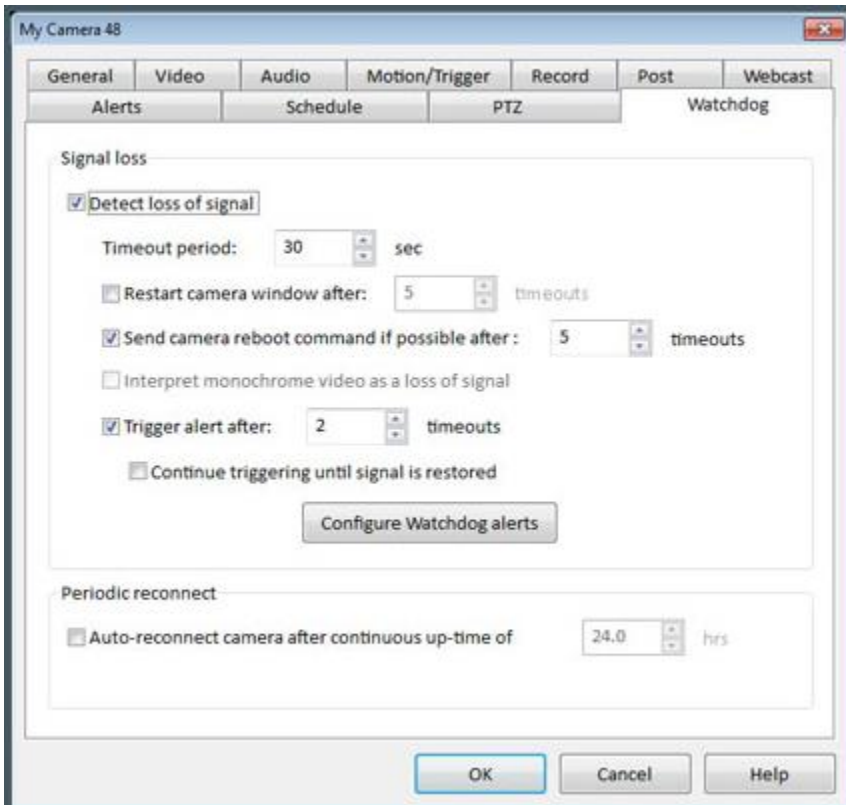 My Camera 48
General Video Audio Motion/Trigger Record Post Webcast
Alerts Schedule PTZ Watchdog
Signal loss
Detect loss of signal
Timeout period: 30 sec
Restart camera window after: 5 timeouts
Send camera reboot command if possible after : 5 timeouts
Interpret monochrome video as a loss of signal
Trigger alert after: 2 timeouts
Continue triggering until signal is restored
Configure Watchdog alerts
Periodic reconnect
Auto-reconnect camera after continuous up-time of 24.0 hrs
OK Cancel Help